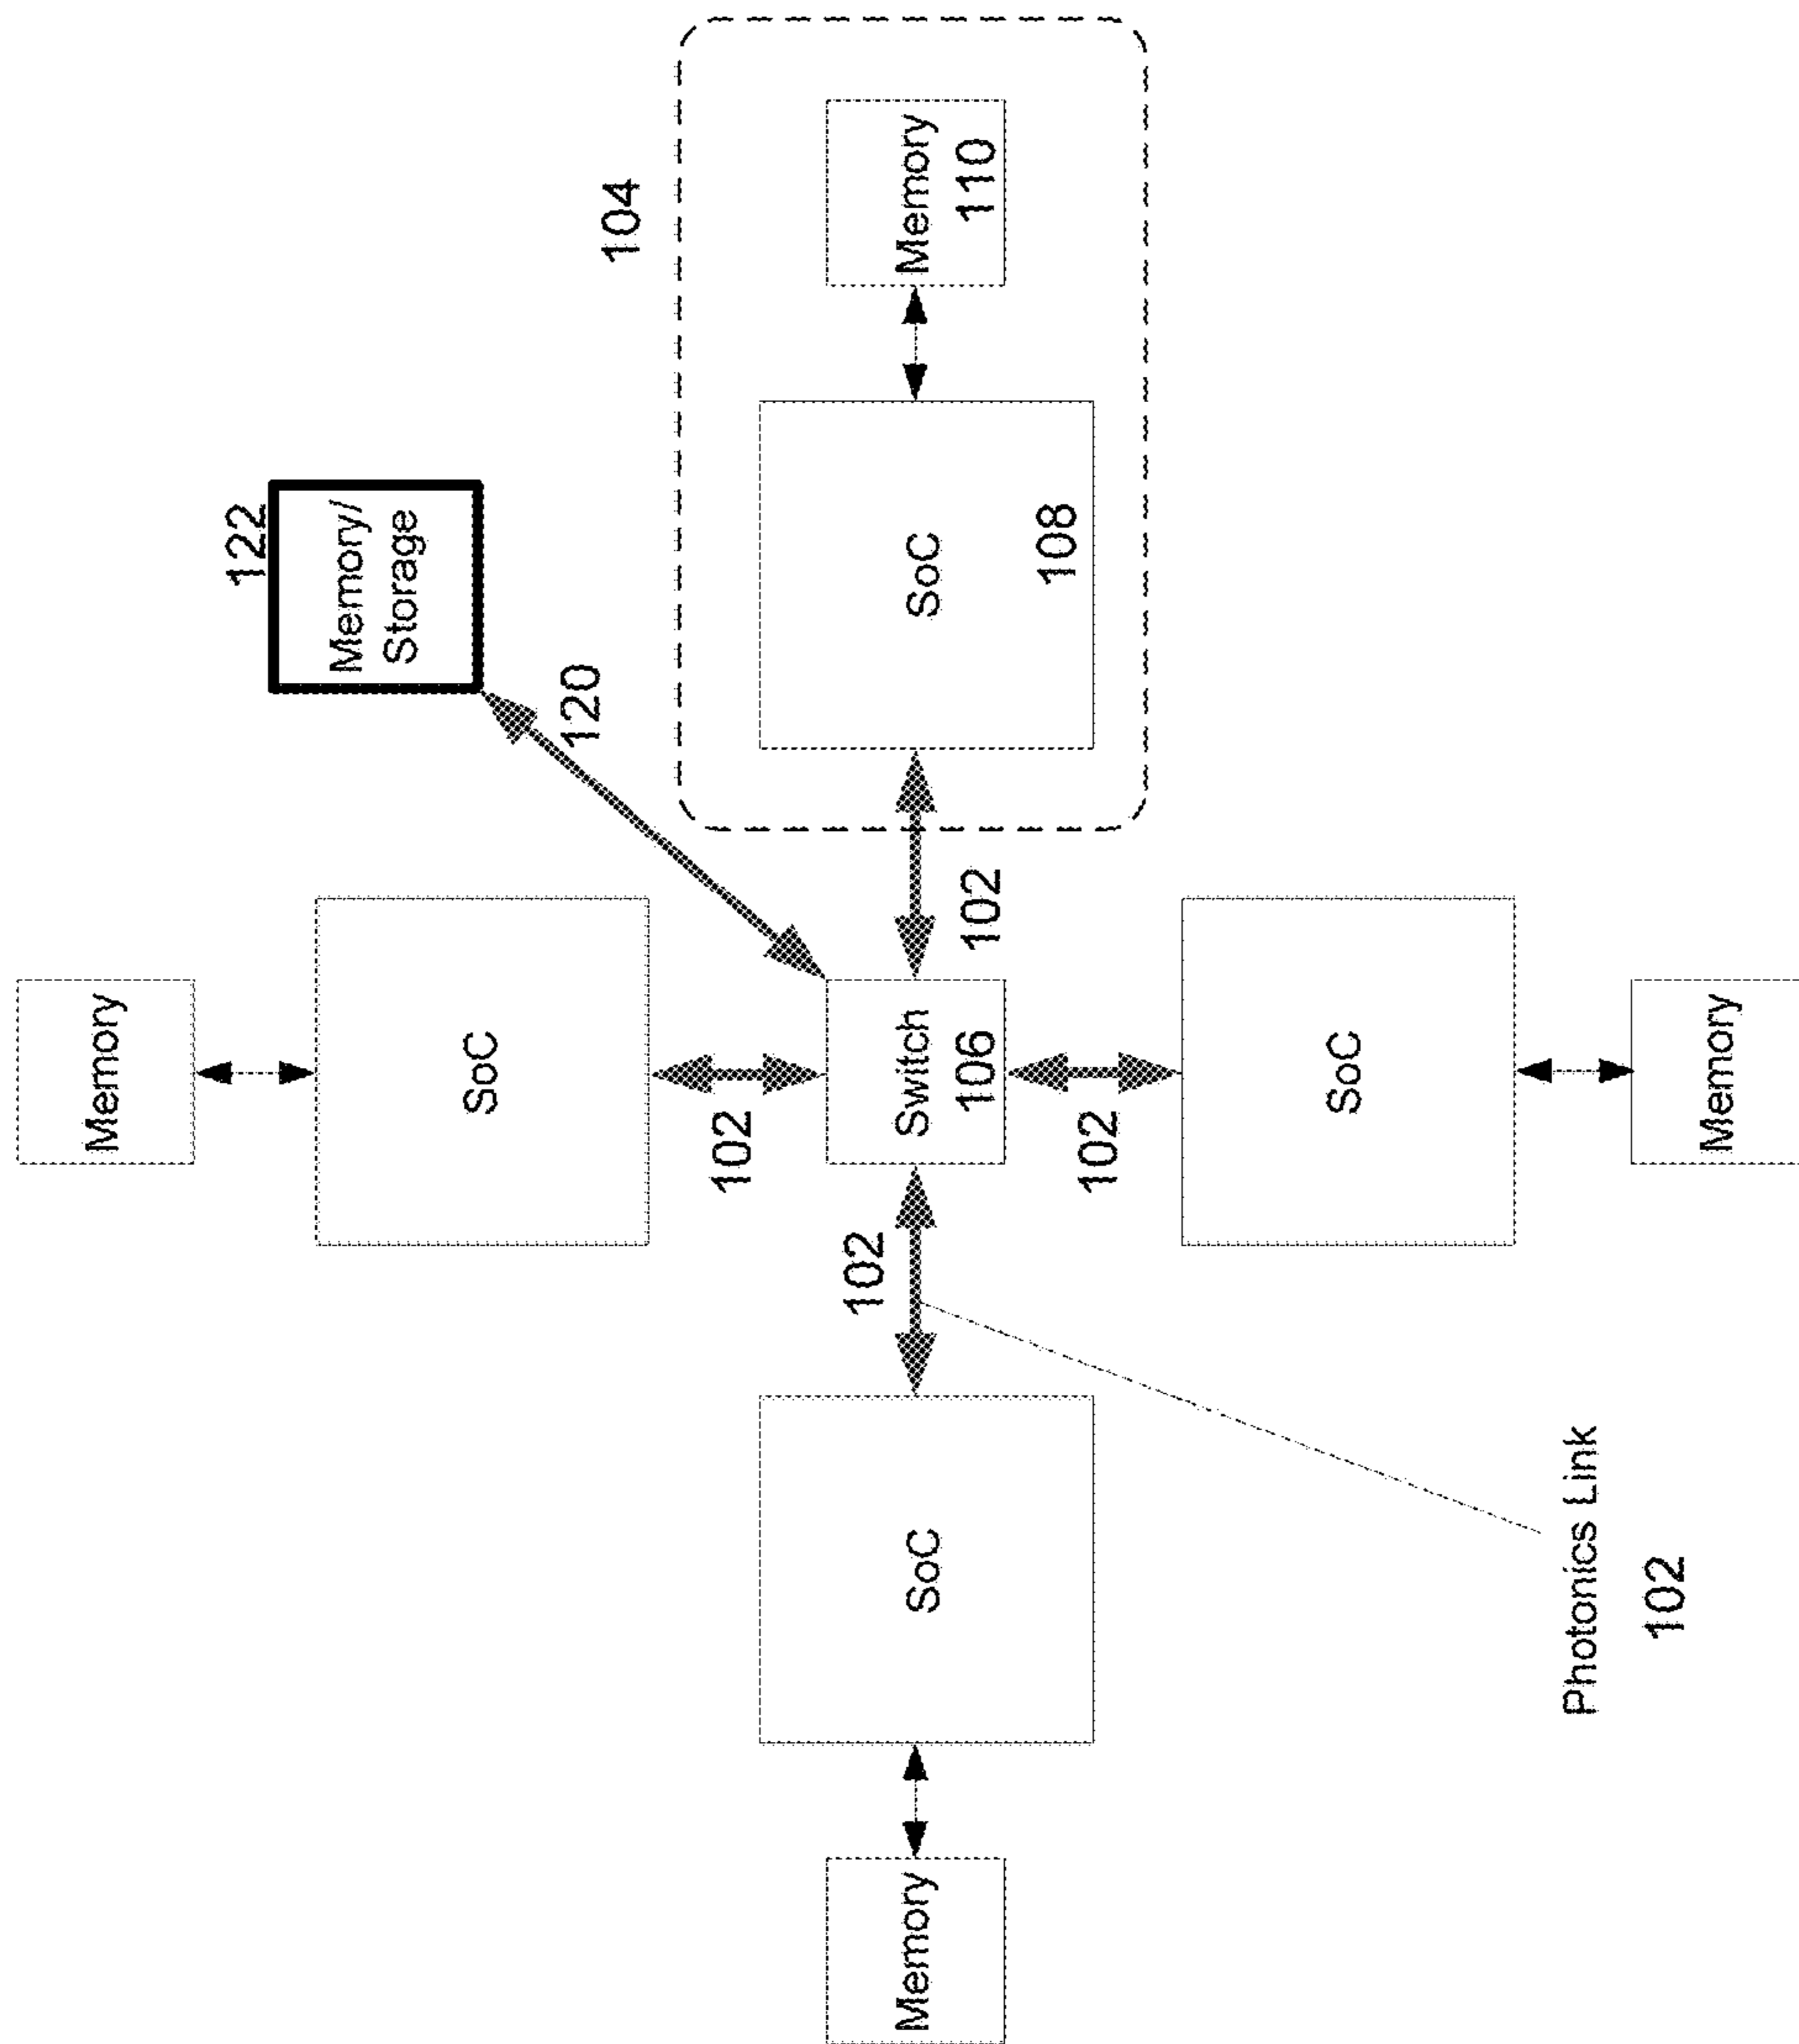 Memory
SoC
102
Memory
SoC
102
Switch
106
102
SoC
108
Memory
110
104
120
Memory/
Storage
122
102
SoC
Memory
Photonics Link
102